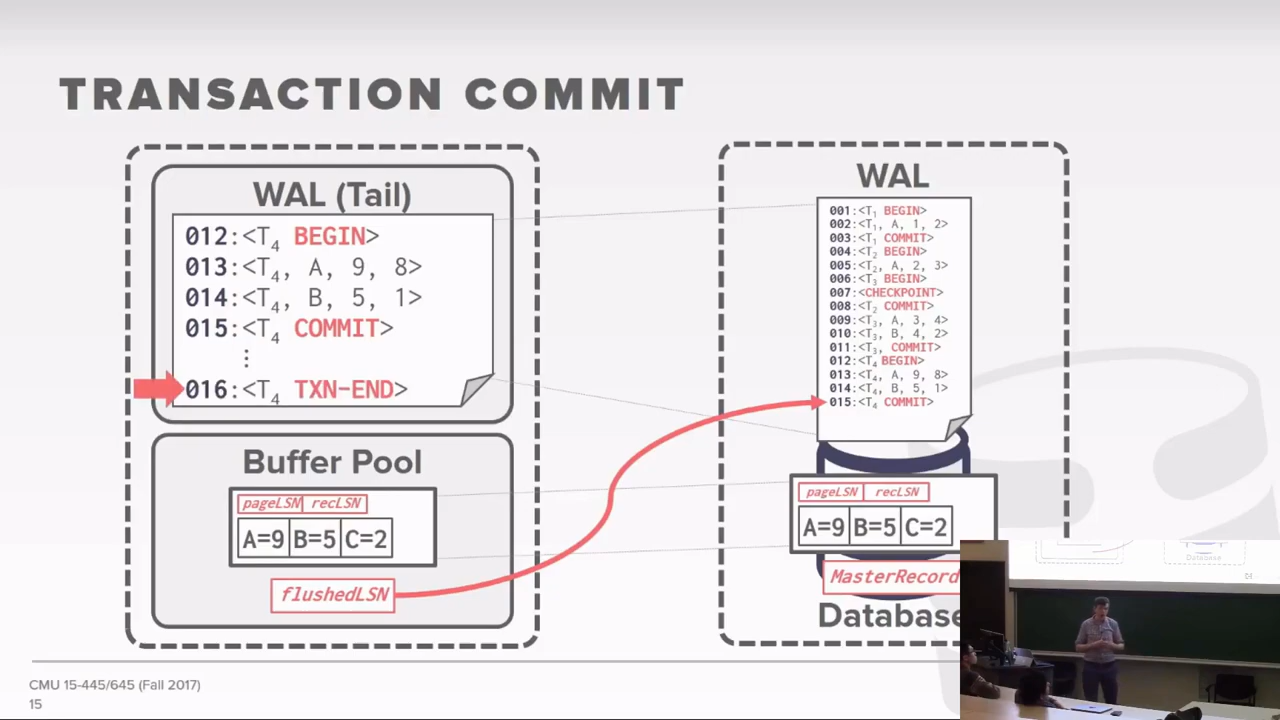 TRANSACTION COMMIT
WAL (Tail)
012:<T4 BEGIN>
013:<T4, A, 9, 8>
014:<T4, B, 5, 1>
015:<T4 COMMIT>
⋮
016:<T4 TXN-END>
Buffer Pool
pageLSN recLSN
A=9 B=5 C=2
flushedLSN
WAL
001:<T1 BEGIN>
002:<T1, A, 1, 2>
003:<T1 COMMIT>
004:<T2 BEGIN>
005:<T2, A, 2, 3>
006:<T3 BEGIN>
007:<CHECKPOINT>
008:<T2 COMMIT>
009:<T3, A, 3, 4>
010:<T3, B, 4, 2>
011:<T3, COMMIT>
012:<T4 BEGIN>
013:<T4, A, 9, 8>
014:<T4, B, 5, 1>
015:<T4 COMMIT>
pageLSN recLSN
A=9 B=5 C=2
MasterRecord
Database
CMU 15-445/645 (Fall 2017)
15
Database